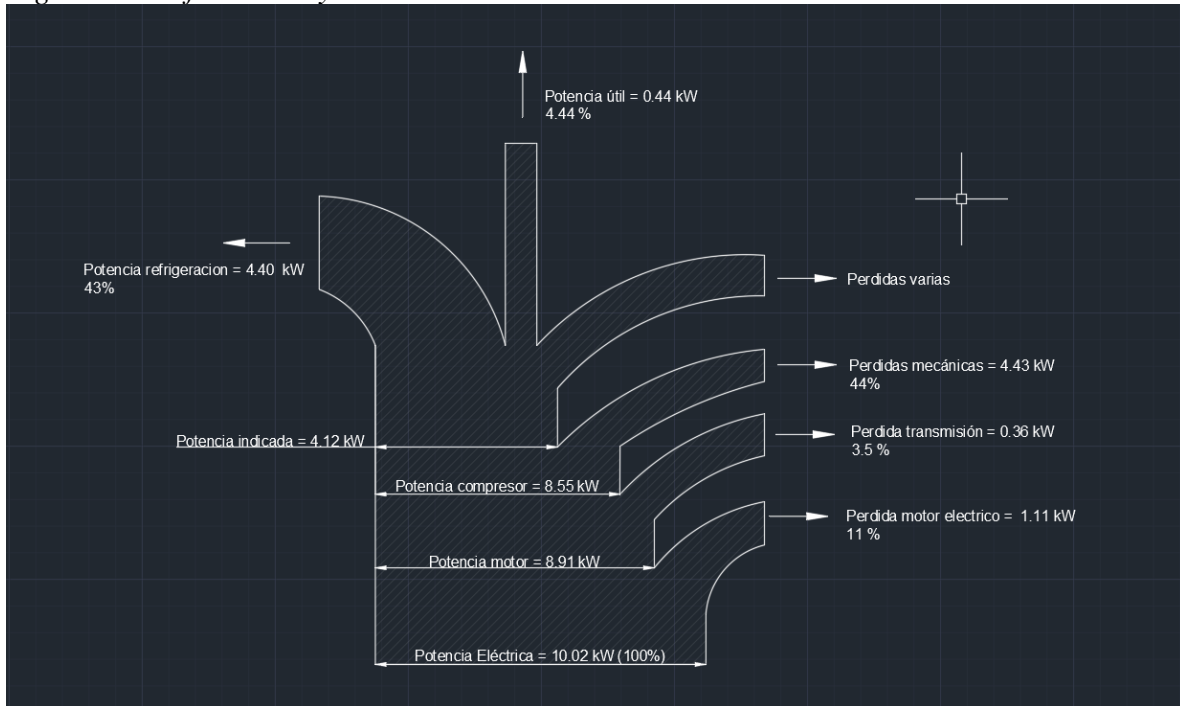 Potencia útil = 0.44 kW
4.44 %
Potencia refrigeracion = 4.40 kW
43%
Perdidas varias
Perdidas mecánicas = 4.43 kW
44%
Potencia indicada = 4.12 kW
Perdida transmisión = 0.36 kW
3.5 %
Potencia compresor = 8.55 kW
Perdida motor electrico = 1.11 kW
11 %
Potencia motor = 8.91 kW
Potencia Eléctrica = 10.02 kW (100%)